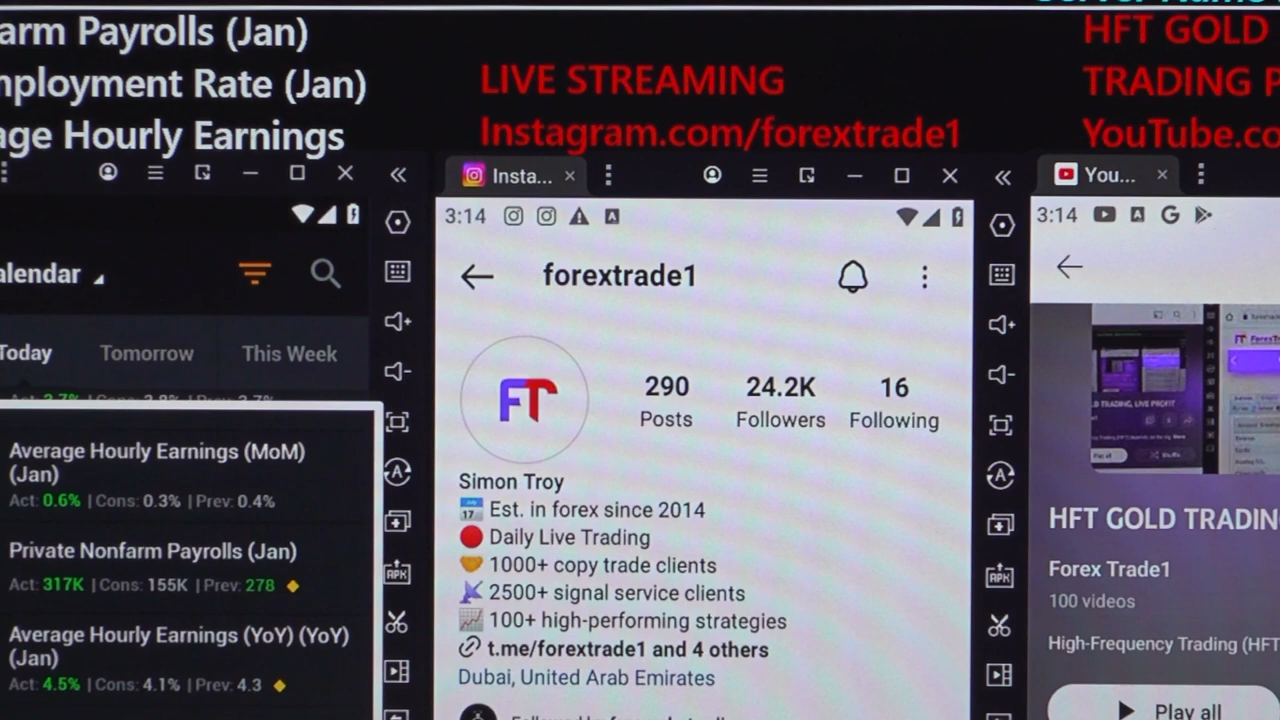 arm Payrolls (Jan)
mployment Rate (Jan)
age Hourly Earnings
LIVE STREAMING
Instagram.com/forextrade1
HFT GOLD
TRADING P
YouTube.co
alendar
Today
Tomorrow
This Week
Average Hourly Earnings (MoM)
(Jan)
Act: 0.6% | Cons: 0.3% | Prev: 0.4%
Private Nonfarm Payrolls (Jan)
Act: 317K | Cons: 155K | Prev: 278
Average Hourly Earnings (YoY) (YoY)
(Jan)
Act: 4.5% | Cons: 4.1% | Prev: 4.3
Insta...
3:14
forextrade1
FT
290
Posts
24.2K
Followers
16
Following
Simon Troy
Est. in forex since 2014
Daily Live Trading
1000+ copy trade clients
2500+ signal service clients
100+ high-performing strategies
t.me/forextrade1 and 4 others
Dubai, United Arab Emirates
You...
3:14
HFT GOLD TRADIN
Forex Trade1
100 videos
High-Frequency Trading (HFT
Play all